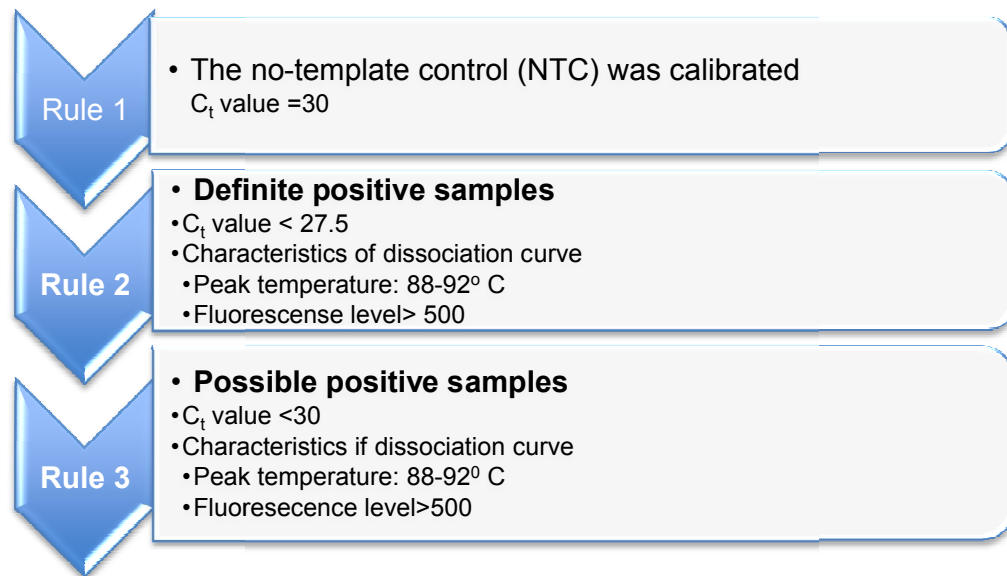 Rule 1
• The no-template control (NTC) was calibrated
Ct value =30
Rule 2
• Definite positive samples
•Ct value < 27.5
•Characteristics of dissociation curve
•Peak temperature: 88-92o C
•Fluorescense level> 500
Rule 3
• Possible positive samples
•Ct value <30
•Characteristics if dissociation curve
•Peak temperature: 88-92⁰ C
•Fluoresecence level>500